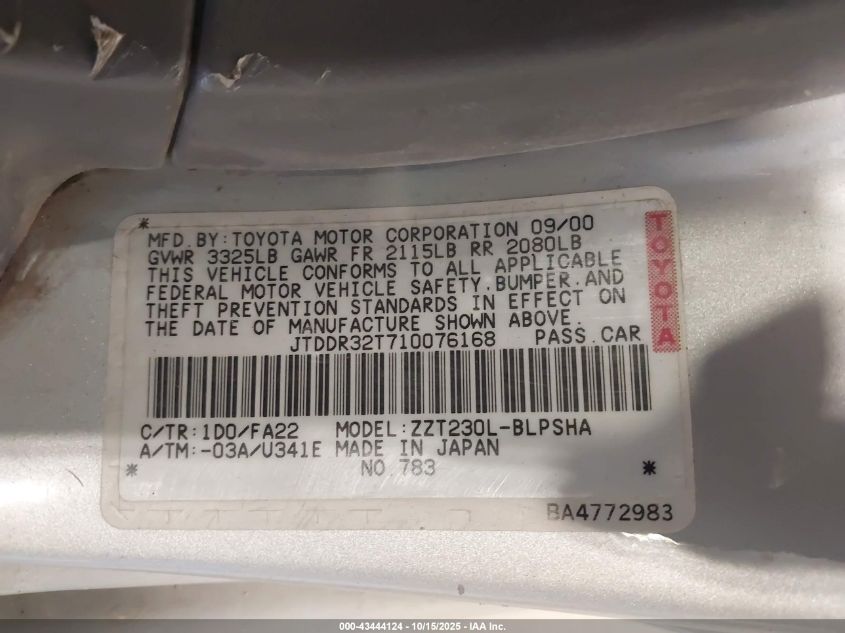 MFD. BY: TOYOTA MOTOR CORPORATION 09/00
GVWR 3325LB GAWR FR 2115LB RR 2080LB
THIS VEHICLE CONFORMS TO ALL APPLICABLE
FEDERAL MOTOR VEHICLE SAFETY, BUMPER, AND
THEFT PREVENTION STANDARDS IN EFFECT ON
THE DATE OF MANUFACTURE SHOWN ABOVE.
JTDDR32T710076168 PASS. CAR
TOYOTA
C/TR: 1D0/FA22 MODEL: ZZT230L-BLPSHA
A/TM: -03A/U341E MADE IN JAPAN
* NO. 783 *
BA4772983
000-43444124 - 10/15/2025 - IAA Inc.